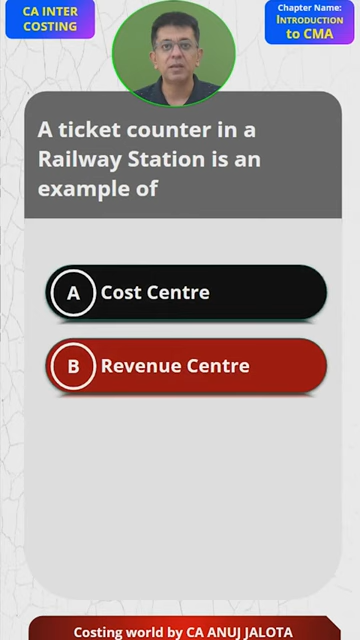 CA INTER
COSTING
Chapter Name:
INTRODUCTION
to CMA
A ticket counter in a
Railway Station is an
example of
A Cost Centre
B Revenue Centre
Costing world by CA ANUJ JALOTA